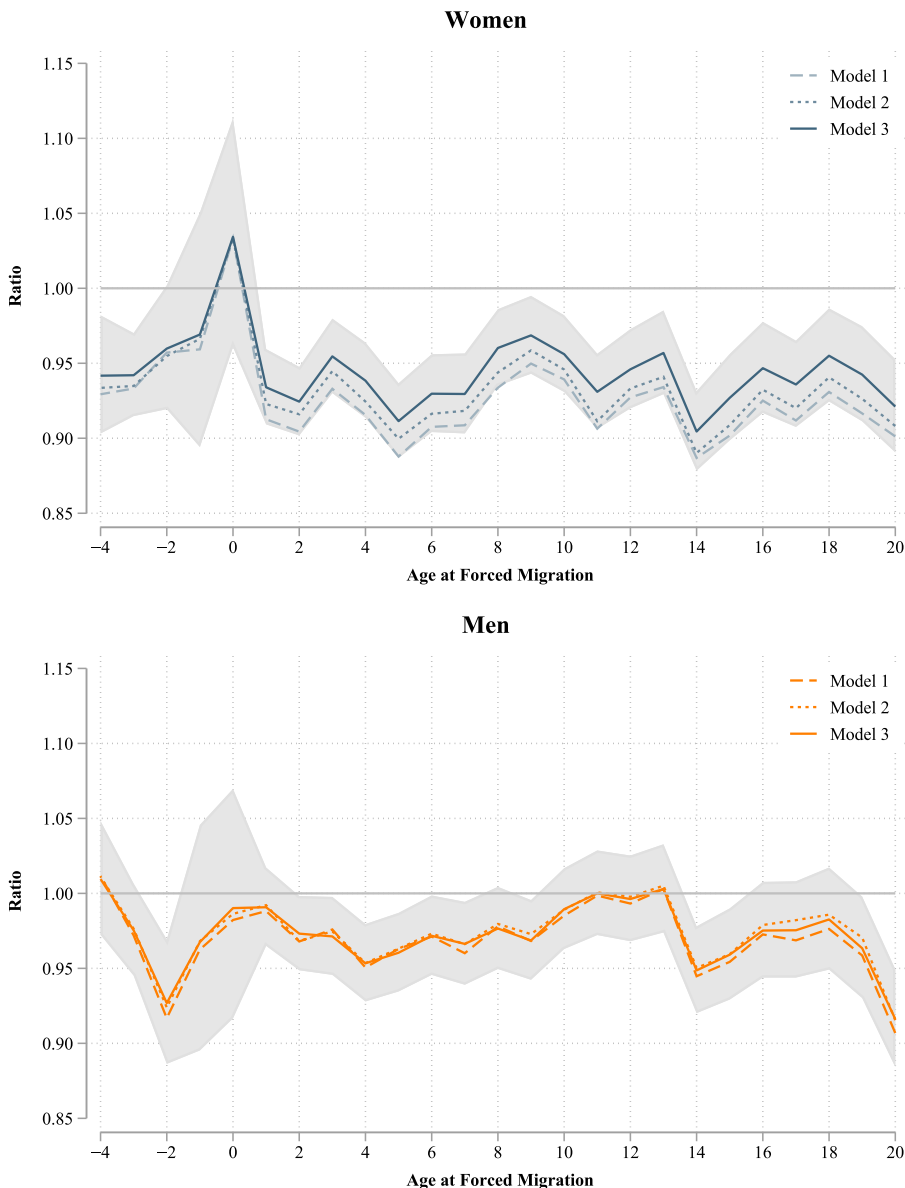 Women
1.15
1.10
1.05
1.00
0.95
0.90
0.85
Ratio
Model 1
Model 2
Model 3
−4 −2 0 2 4 6 8 10 12 14 16 18 20
Age at Forced Migration
Men
1.15
1.10
1.05
1.00
0.95
0.90
0.85
Ratio
Model 1
Model 2
Model 3
−4 −2 0 2 4 6 8 10 12 14 16 18 20
Age at Forced Migration